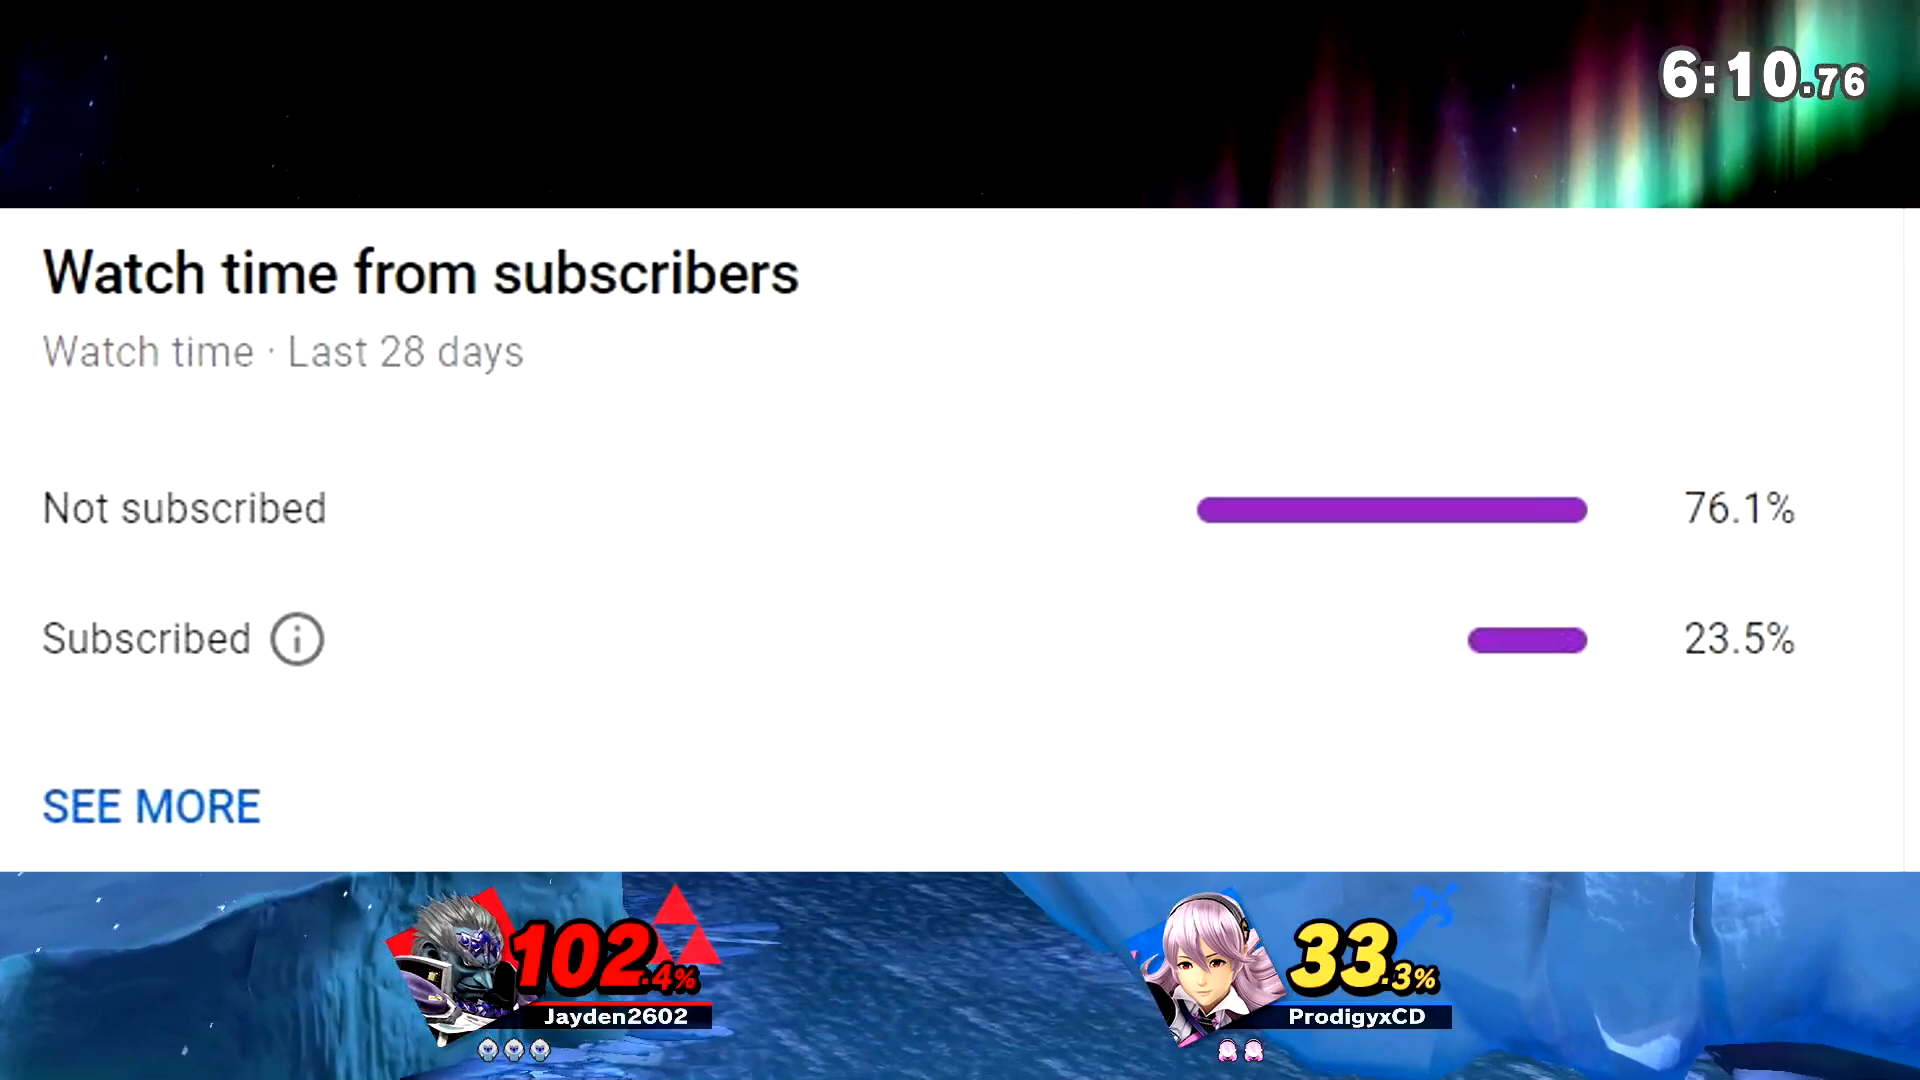 6:10.76
Watch time from subscribers
Watch time · Last 28 days
Not subscribed 76.1%
Subscribed 23.5%
SEE MORE
102.4% 33.3%
Jayden2602 ProdigyxCD